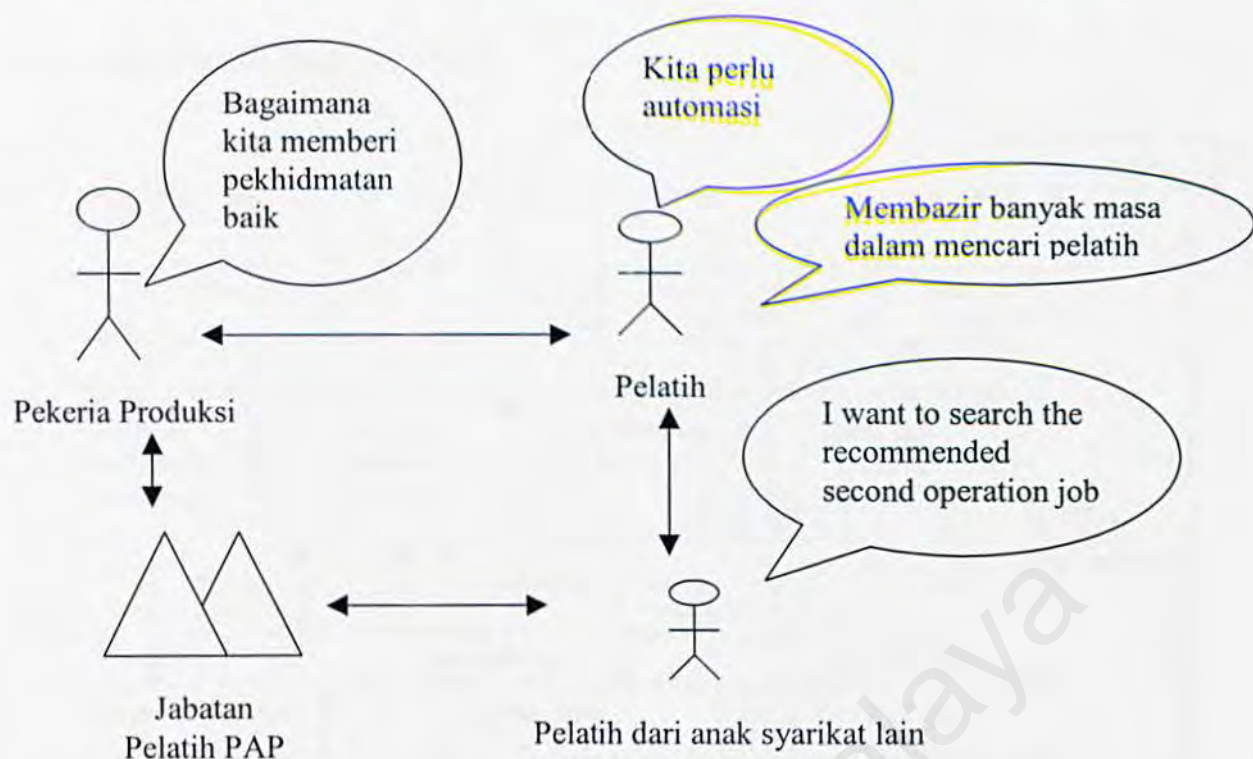 Bagaimana
kita memberi
pekhidmatan
baik
Kita perlu
automasi
Membazir banyak masa
dalam mencari pelatih
Pekeria Produksi
Pelatih
I want to search the
recommended
second operation job
Jabatan
Pelatih PAP
Pelatih dari anak syarikat lain